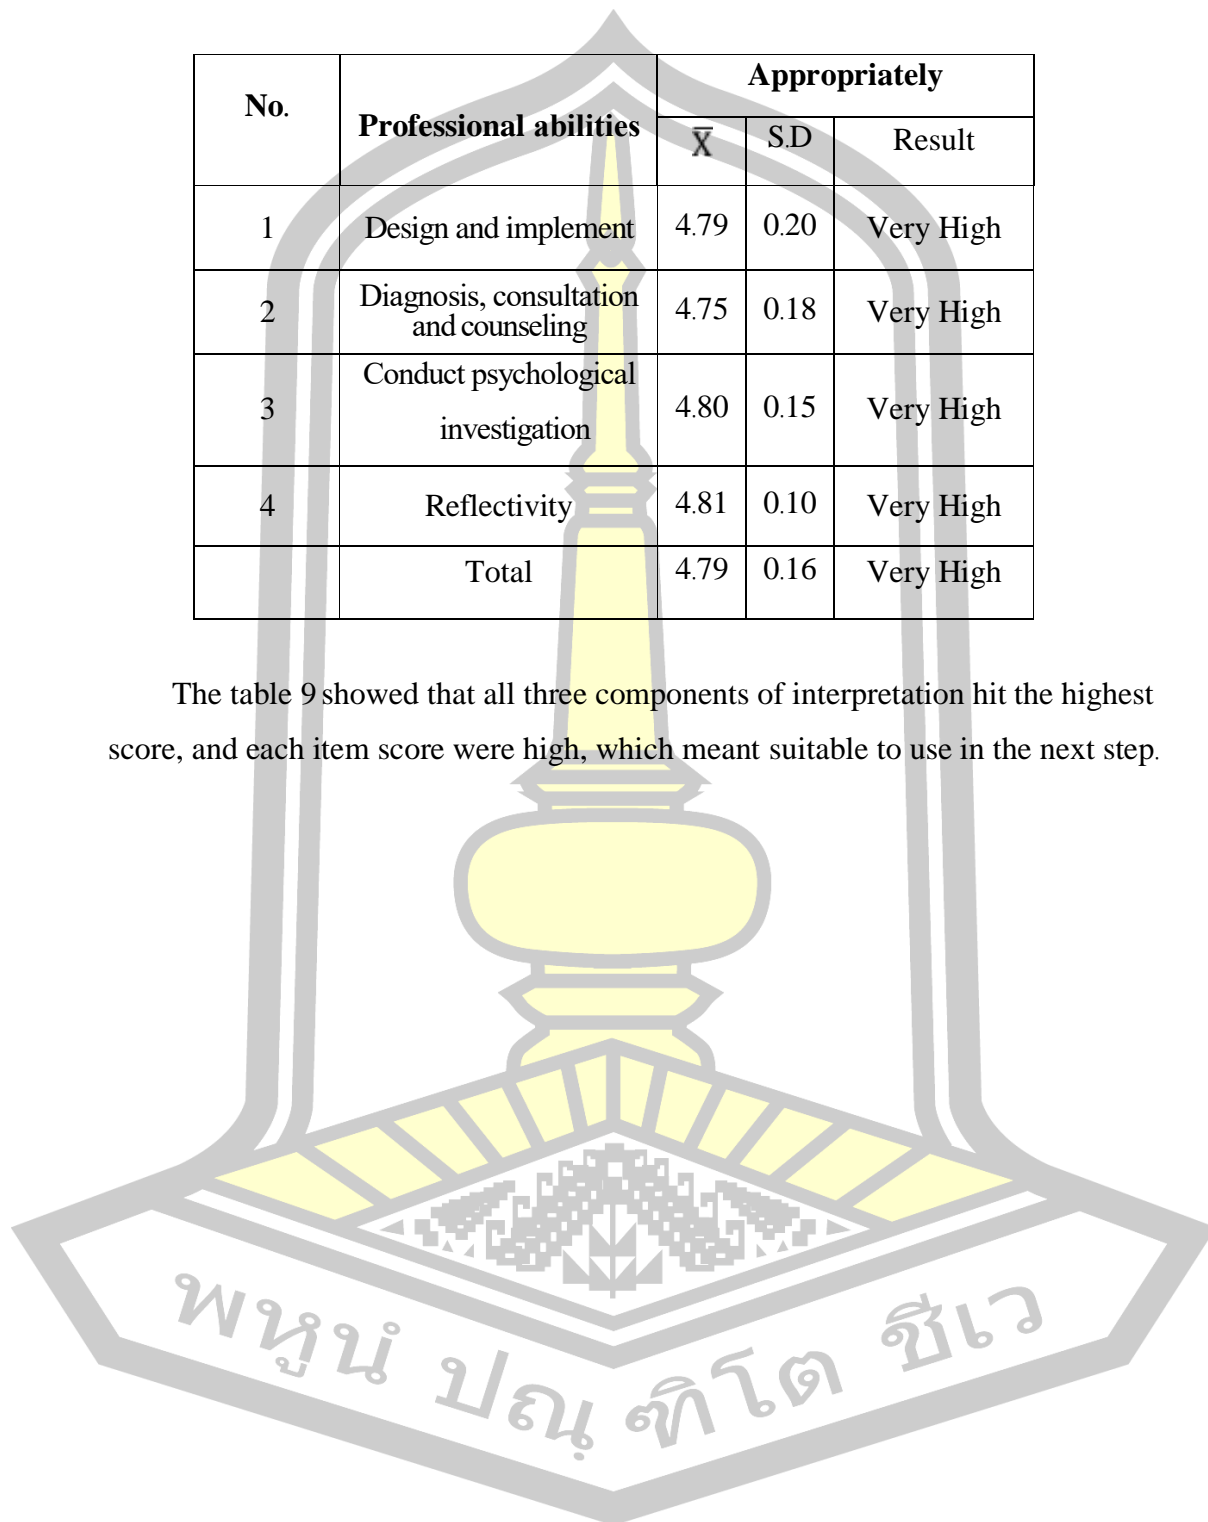 No. Professional abilities Appropriately
X̄ S.D Result
1 Design and implement 4.79 0.20 Very High
2 Diagnosis, consultation and counseling 4.75 0.18 Very High
3 Conduct psychological investigation 4.80 0.15 Very High
4 Reflectivity 4.81 0.10 Very High
Total 4.79 0.16 Very High
The table 9 showed that all three components of interpretation hit the highest
score, and each item score were high, which meant suitable to use in the next step.
พหูนํ ปณฺฑิโต ชีเว